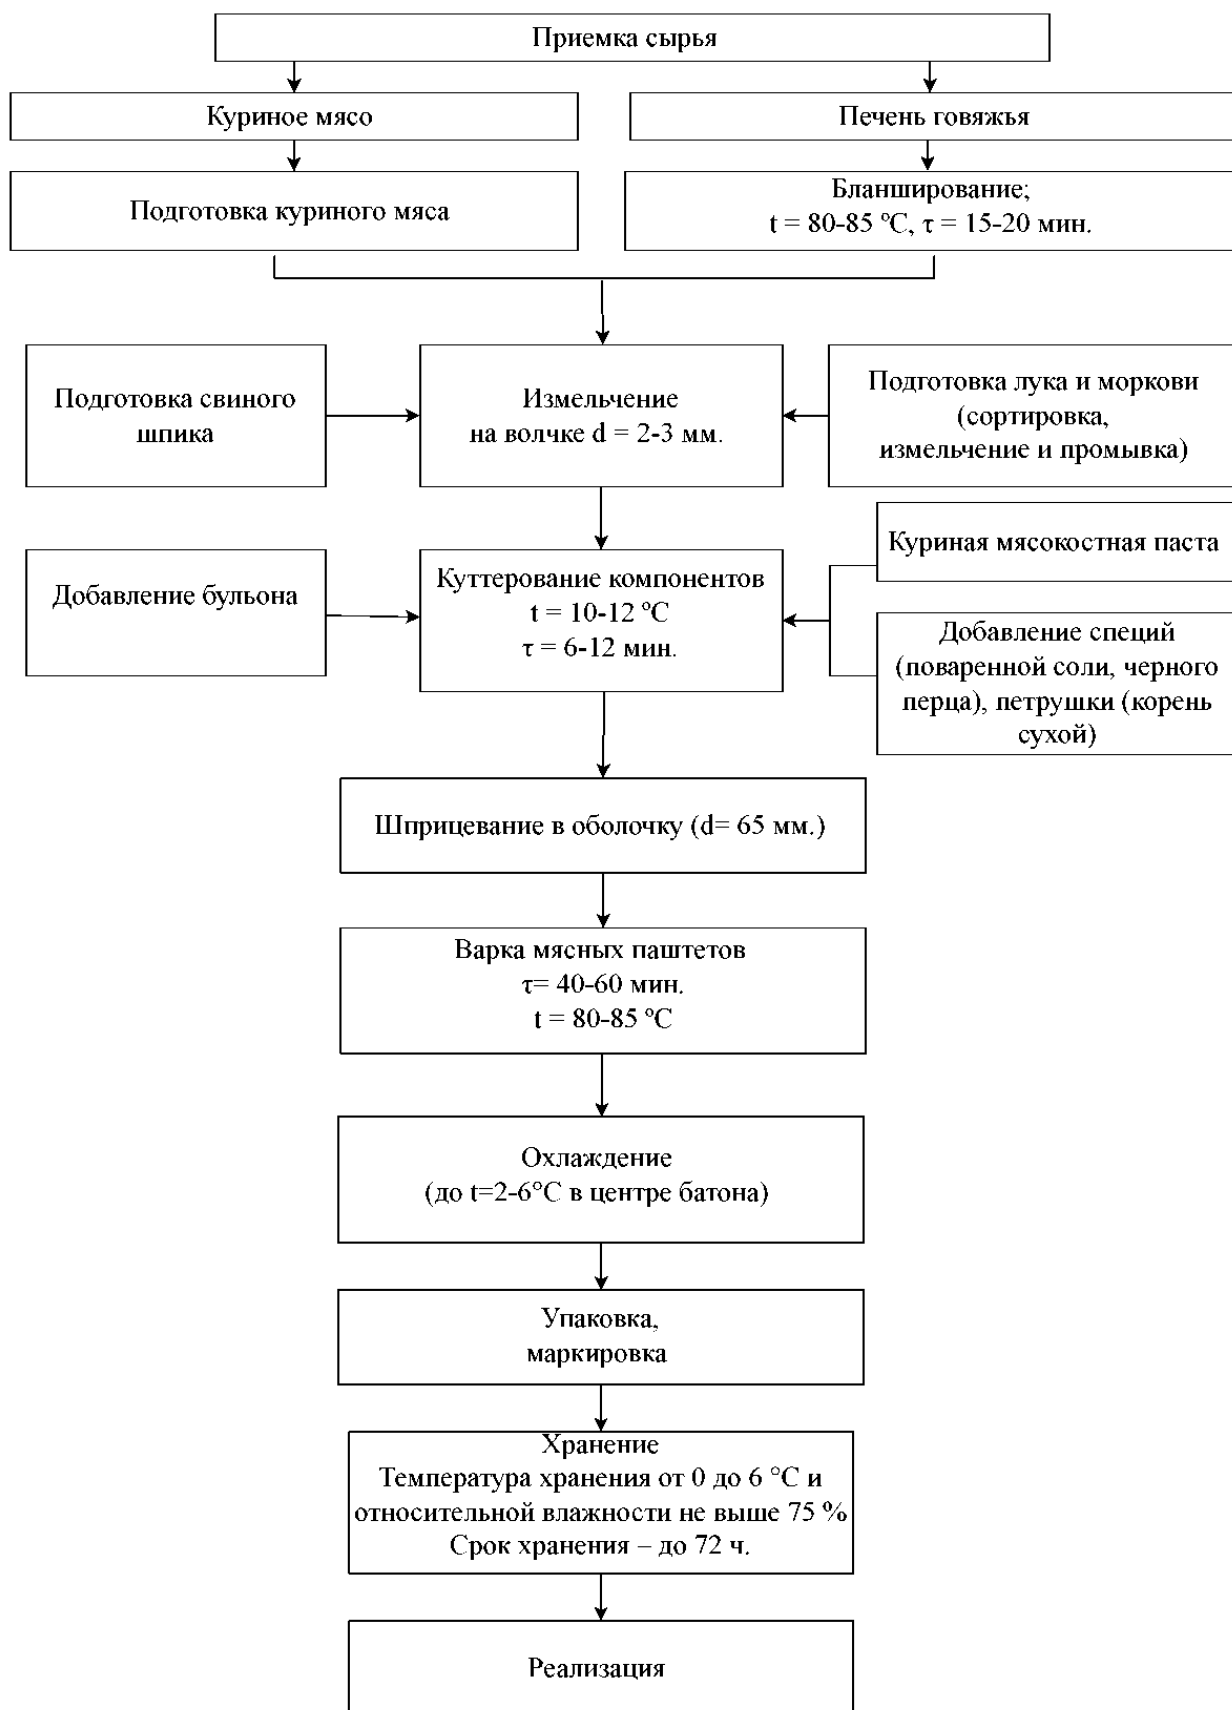 Приемка сырья
Куриное мясо
Печень говяжья
Подготовка куриного мяса
Бланширование;
t = 80-85 ºС, τ = 15-20 мин.
Подготовка свиного
шпика
Измельчение
на волчке d = 2-3 мм.
Подготовка лука и моркови
(сортировка,
измельчение и промывка)
Добавление бульона
Куттерование компонентов
t = 10-12 ºС
τ = 6-12 мин.
Куриная мясокостная паста
Добавление специй
(поваренной соли, черного
перца), петрушки (корень
сухой)
Шприцевание в оболочку (d= 65 мм.)
Варка мясных паштетов
τ= 40-60 мин.
t = 80-85 ºС
Охлаждение
(до t=2-6°С в центре батона)
Упаковка,
маркировка
Хранение
Температура хранения от 0 до 6 °С и
относительной влажности не выше 75 %
Срок хранения – до 72 ч.
Реализация